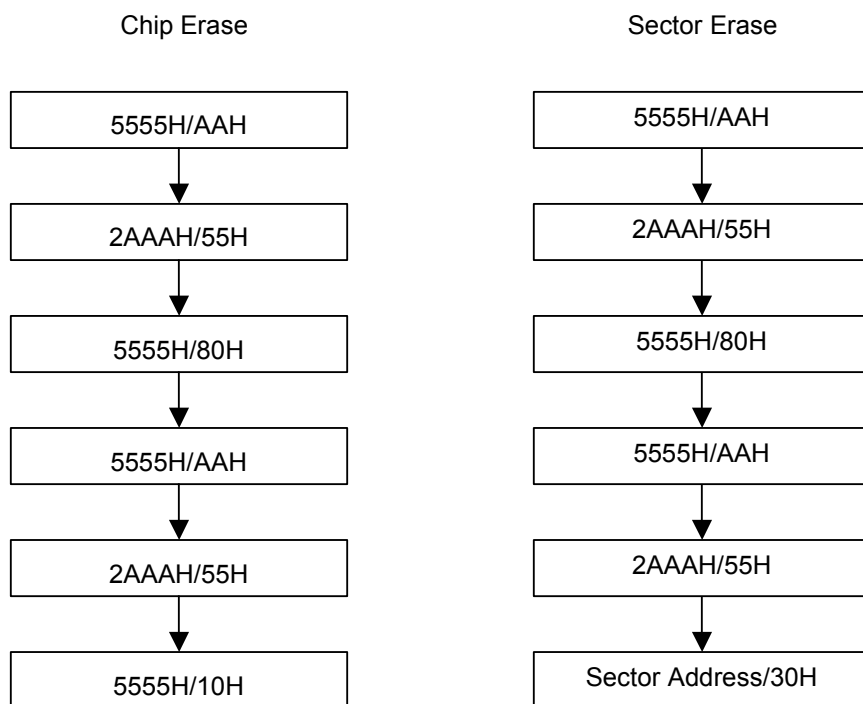 Chip Erase
5555H/AAH
2AAAH/55H
5555H/80H
5555H/AAH
2AAAH/55H
5555H/10H
Sector Erase
5555H/AAH
2AAAH/55H
5555H/80H
5555H/AAH
2AAAH/55H
Sector Address/30H